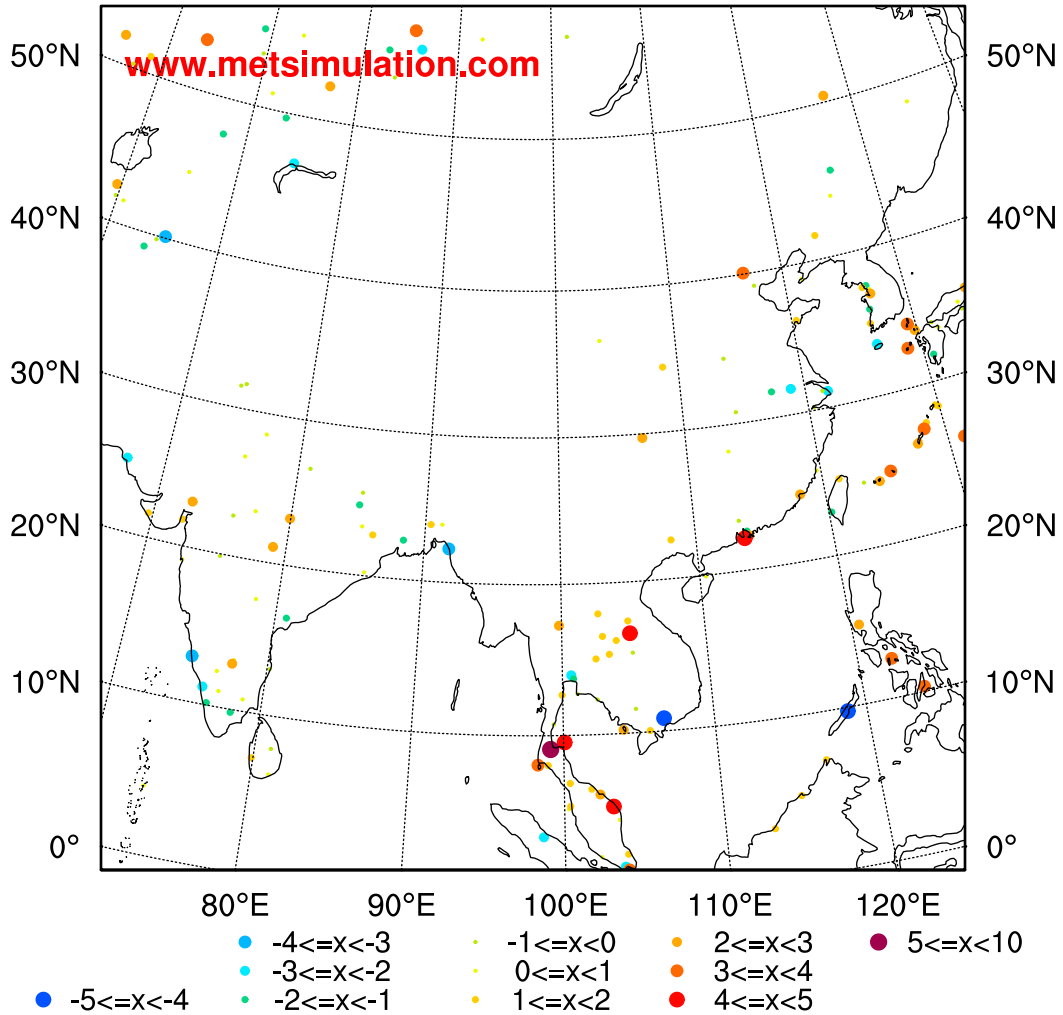 50°N 50°N
www.metsimulation.com
40°N 40°N
30°N 30°N
20°N 20°N
10°N 10°N
0° 0°
80°E 90°E 100°E 110°E 120°E
-4<=x<-3 -1<=x<0 2<=x<3 5<=x<10
-3<=x<-2 0<=x<1 3<=x<4
-5<=x<-4 -2<=x<-1 1<=x<2 4<=x<5